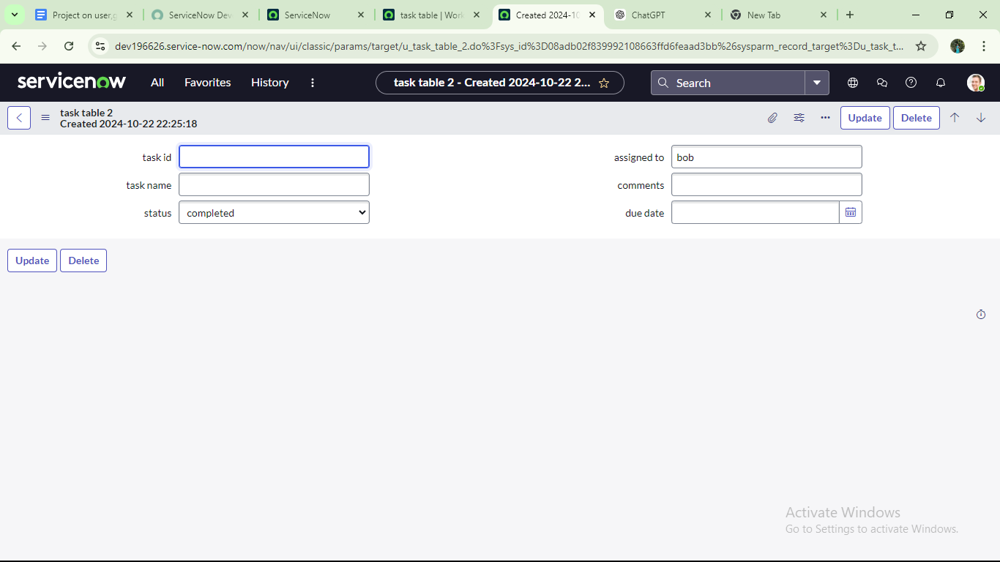 Project on user,g
ServiceNow Dev
ServiceNow
task table | Work
Created 2024-10
ChatGPT
New Tab
dev196626.service-now.com/now/nav/ui/classic/params/target/u_task_table_2.do%3Fsys_id%3D08adb02f839992108663ffd6feaad3bb%26sysparm_record_target%3Du_task_t...
servicenow
All
Favorites
History
task table 2 - Created 2024-10-22 2...
Search
task table 2
Created 2024-10-22 22:25:18
Update
Delete
task id
assigned to
bob
task name
comments
status
completed
due date
Update
Delete
Activate Windows
Go to Settings to activate Windows.